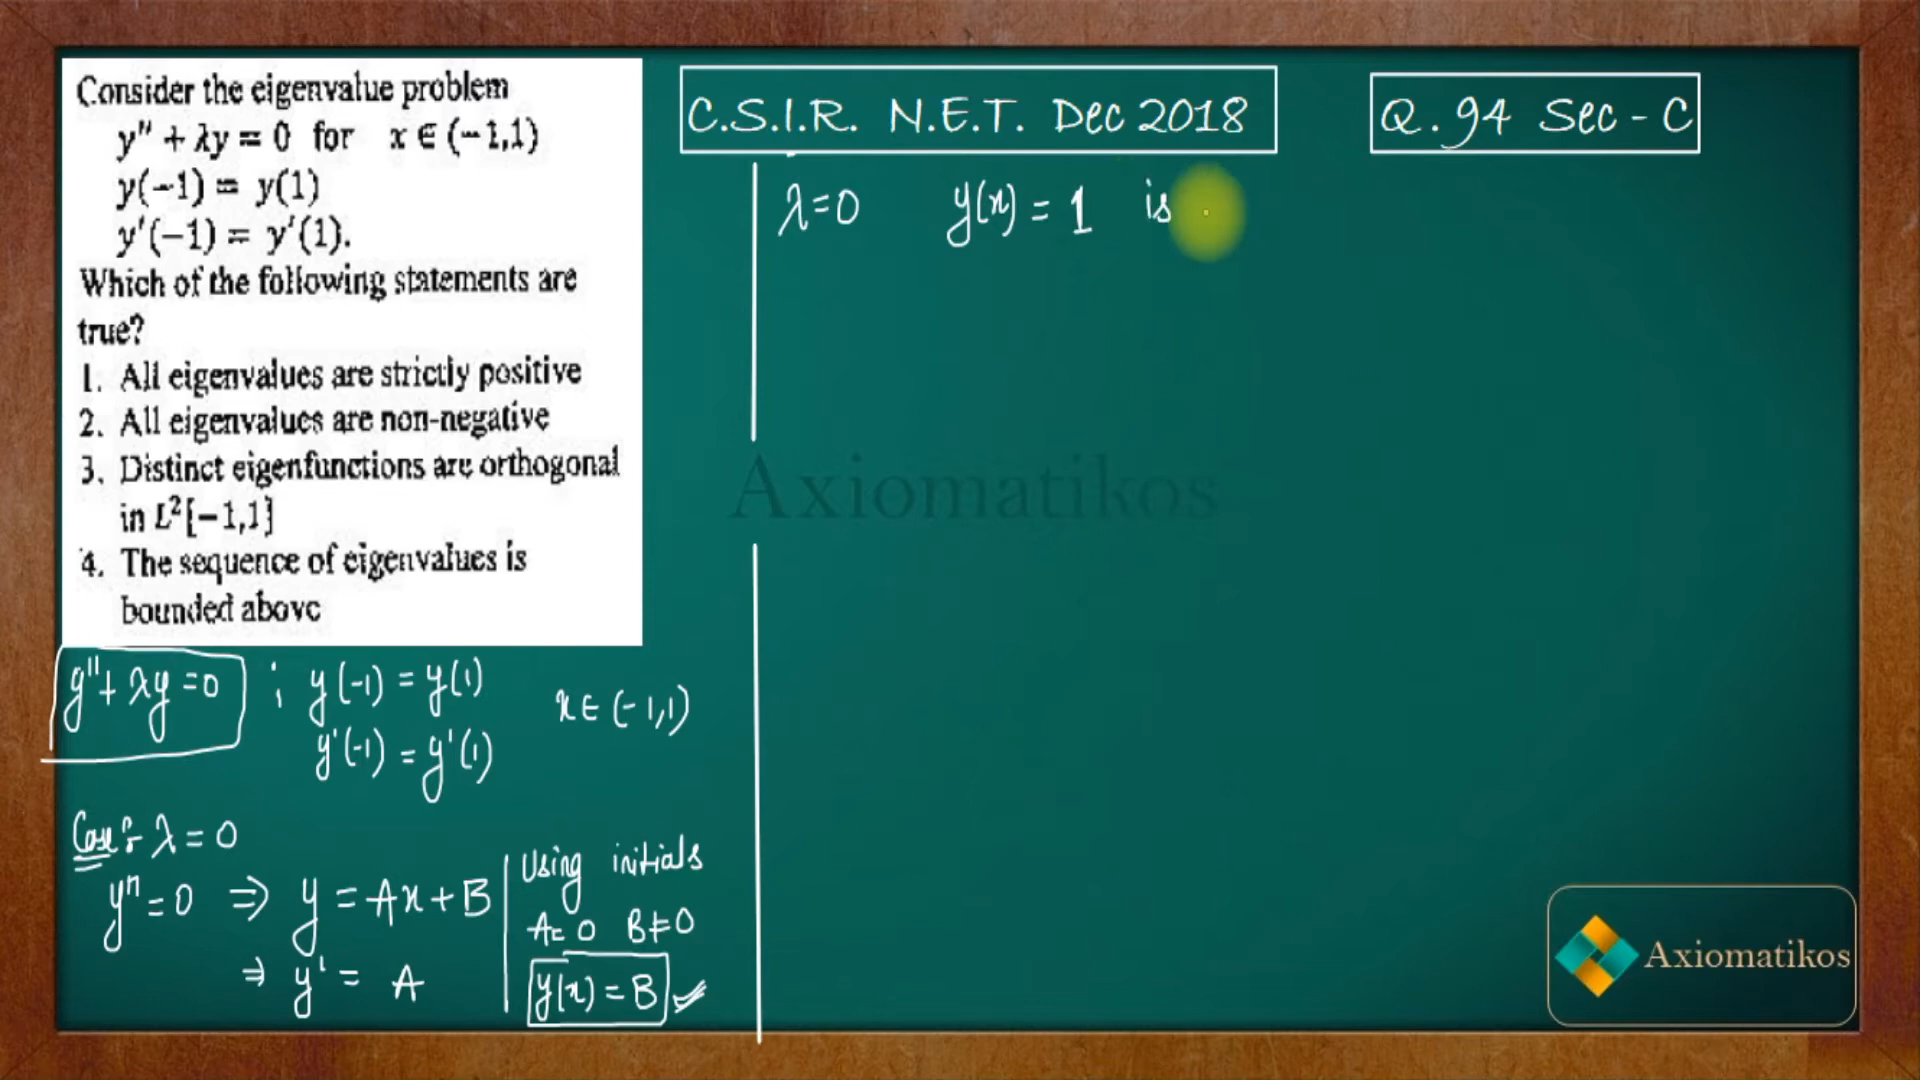 Consider the eigenvalue problem
y'' + λy = 0 for x ∈ (−1,1)
y(−1) = y(1)
y'(−1) = y'(1).
Which of the following statements are
true?
1. All eigenvalues are strictly positive
2. All eigenvalues are non-negative
3. Distinct eigenfunctions are orthogonal
in L²[−1,1]
4. The sequence of eigenvalues is
bounded above
C.S.I.R. N.E.T. Dec 2018
Q. 94 Sec - C
λ=0 y(x) = 1 is
Axiomatikos
y''+ λy =0 ; y(-1) = y(1)
y'(-1) = y'(1)
x ∈ (-1,1)
Case:- λ = 0
y''=0 ⇒ y = Ax+B
⇒ y' = A
Using initials
A= 0 B≠0
y(x) = B ✓
Axiomatikos